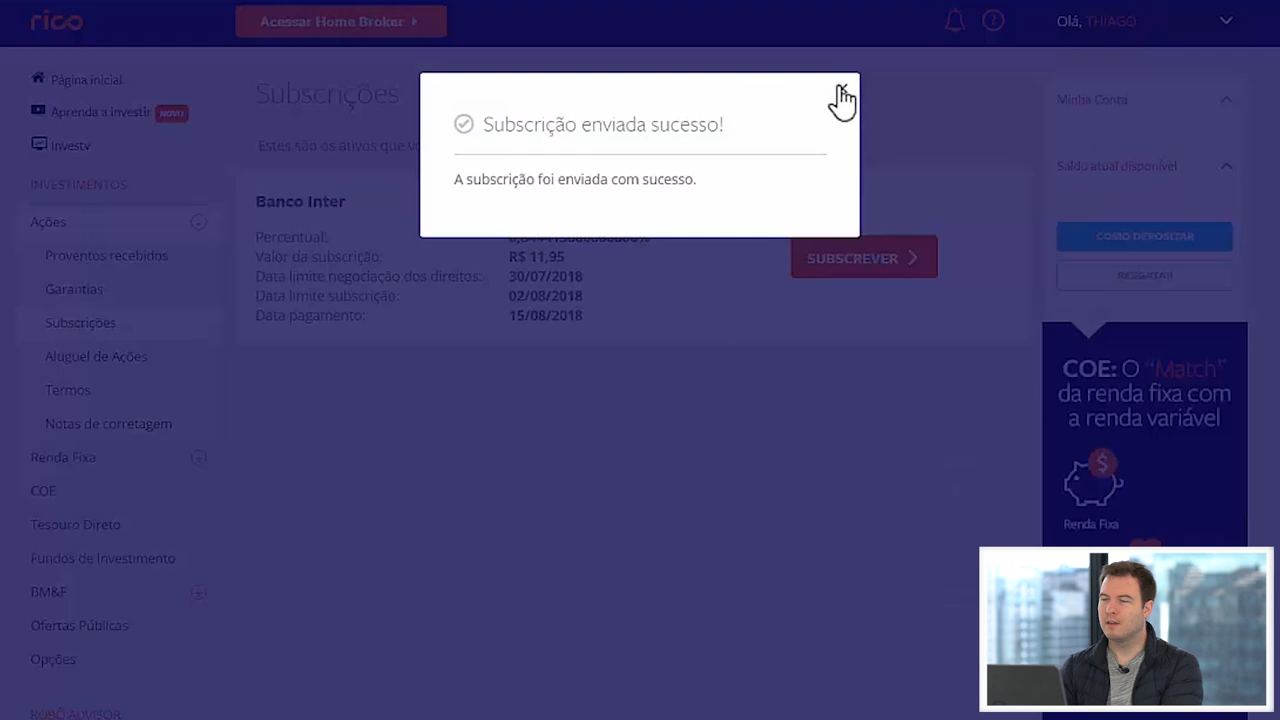 rico
Acessar Home Broker
Olá, THIAGO
Página inicial
Aprenda a investir NOVO
Investv
INVESTIMENTOS
Ações
Proventos recebidos
Garantias
Subscrições
Aluguel de Ações
Termos
Notas de corretagem
Renda Fixa
COE
Tesouro Direto
Fundos de Investimento
BM&F
Ofertas Públicas
Opções
ROBÔ ADVISOR
Subscrições
Estes são os ativos que
Subscrição enviada sucesso!
A subscrição foi enviada com sucesso.
Banco Inter
Percentual:
Valor da subscrição: R$ 11,95
Data limite negociação dos direitos: 30/07/2018
Data limite subscrição: 02/08/2018
Data pagamento: 15/08/2018
SUBSCREVER
Minha Conta
Saldo atual disponível
COMO DEPOSITAR
RESGATAR
COE: O “Match”
da renda fixa com
a renda variável
$
Renda Fixa